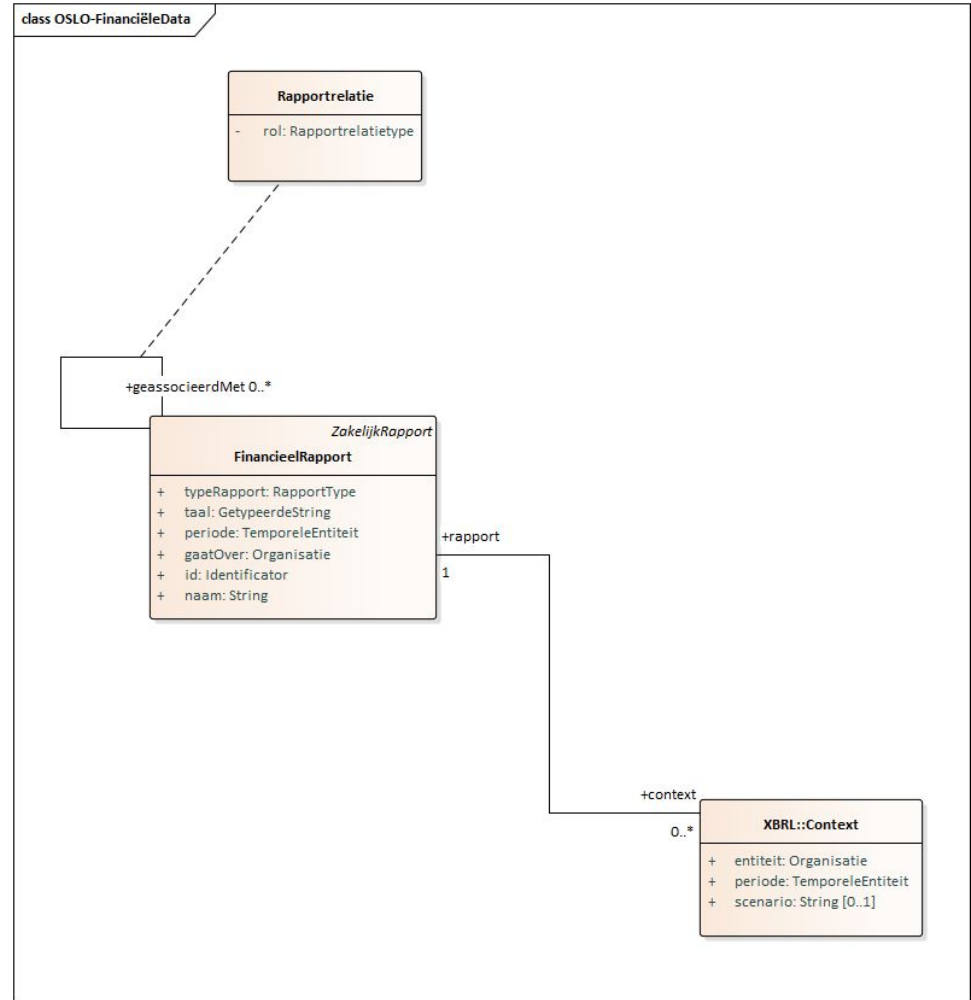 class OSLO-FinanciëleData
Rapportrelatie
- rol: Rapportrelatietype
+geassocieerdMet 0..*
ZakelijkRapport
FinancieelRapport
+ typeRapport: RapportType
+ taal: GetypeerdeString
+ periode: TemporeleEntiteit
+ gaatOver: Organisatie
+ id: Identificator
+ naam: String
+rapport
1
+context
0..*
XBRL::Context
+ entiteit: Organisatie
+ periode: TemporeleEntiteit
+ scenario: String [0..1]